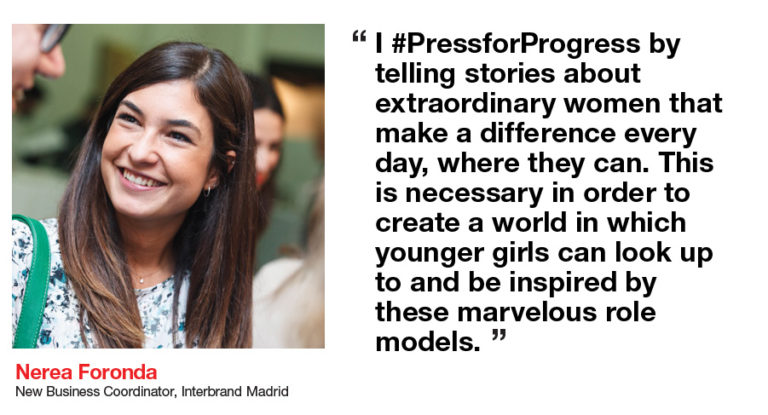 “ I #PressforProgress by
telling stories about
extraordinary women that
make a difference every
day, where they can. This
is necessary in order to
create a world in which
younger girls can look up
to and be inspired by
these marvelous role
models. ”
Nerea Foronda
New Business Coordinator, Interbrand Madrid